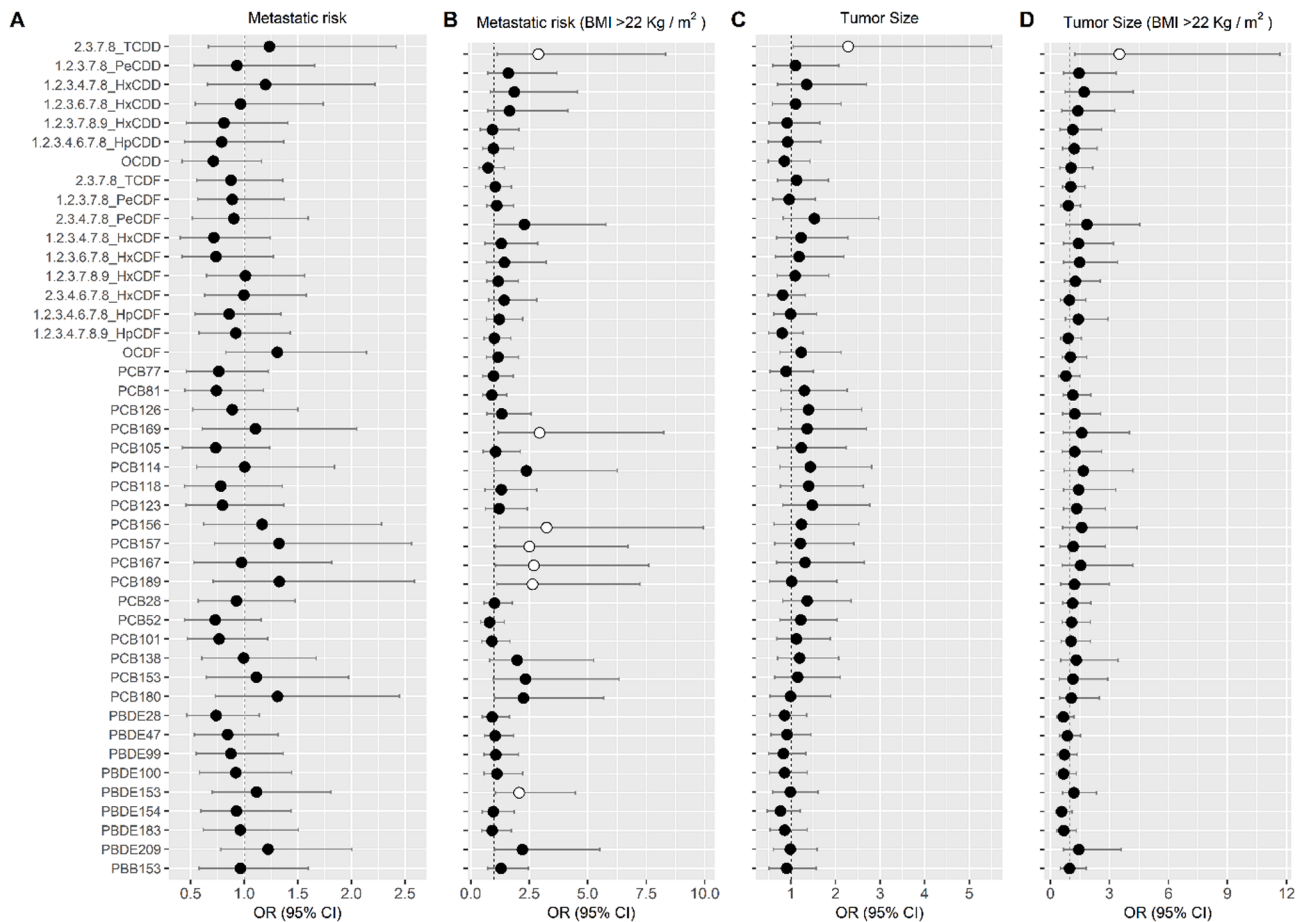 A Metastatic risk B Metastatic risk (BMI >22 Kg / m²) C Tumor Size D Tumor Size (BMI >22 Kg / m²)
2.3.7.8_TCDD
1.2.3.7.8_PeCDD
1.2.3.4.7.8_HxCDD
1.2.3.6.7.8_HxCDD
1.2.3.7.8.9_HxCDD
1.2.3.4.6.7.8_HpCDD
OCDD
2.3.7.8_TCDF
1.2.3.7.8_PeCDF
2.3.4.7.8_PeCDF
1.2.3.4.7.8_HxCDF
1.2.3.6.7.8_HxCDF
1.2.3.7.8.9_HxCDF
2.3.4.6.7.8_HxCDF
1.2.3.4.6.7.8_HpCDF
1.2.3.4.7.8.9_HpCDF
OCDF
PCB77
PCB81
PCB126
PCB169
PCB105
PCB114
PCB118
PCB123
PCB156
PCB157
PCB167
PCB189
PCB28
PCB52
PCB101
PCB138
PCB153
PCB180
PBDE28
PBDE47
PBDE99
PBDE100
PBDE153
PBDE154
PBDE183
PBDE209
PBB153
0.5 1.0 1.5 2.0 2.5 0.0 2.5 5.0 7.5 10.0 1 2 3 4 5 0 3 6 9 12
OR (95% CI) OR (95% CI) OR (95% CI) OR (95% CI)